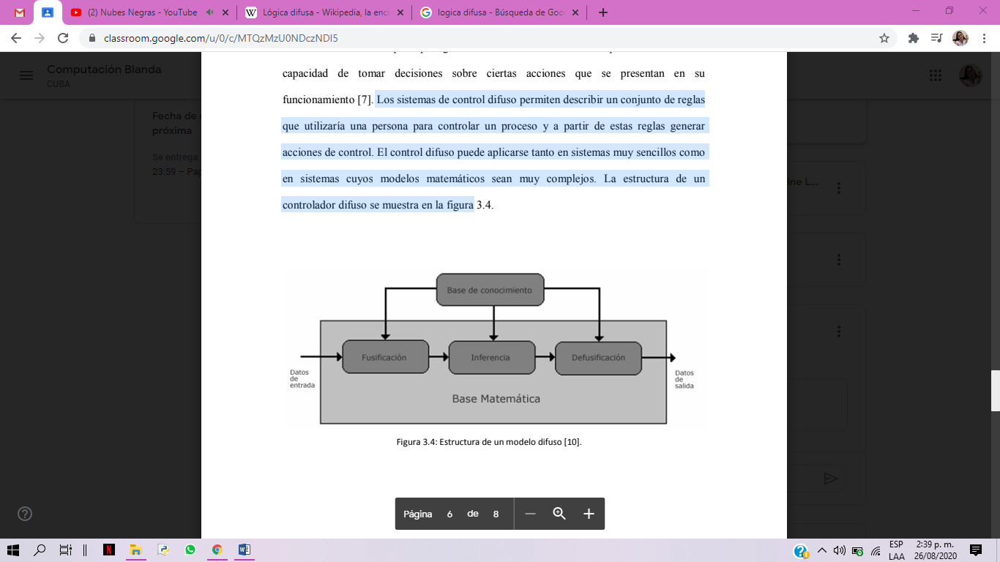 (2) Nubes Negras - YouTube
Lógica difusa - Wikipedia, la enci
logica difusa - Búsqueda de Goo
classroom.google.com/u/0/c/MTQzMzU0NDczNDI5
Computación Blanda
CUBA
Fecha de
próxima
Se entrega
23:59 –
capacidad de tomar decisiones sobre ciertas acciones que se presentan en su
funcionamiento [7]. Los sistemas de control difuso permiten describir un conjunto de reglas
que utilizaría una persona para controlar un proceso y a partir de estas reglas generar
acciones de control. El control difuso puede aplicarse tanto en sistemas muy sencillos como
en sistemas cuyos modelos matemáticos sean muy complejos. La estructura de un
controlador difuso se muestra en la figura 3.4.
ine L...
Base de conocimiento
Fusificación
Inferencia
Defusificación
Datos
de
entrada
Datos
de
salida
Base Matemática
Figura 3.4: Estructura de un modelo difuso [10].
Página 6 de 8
ESP
LAA
2:39 p. m.
26/08/2020